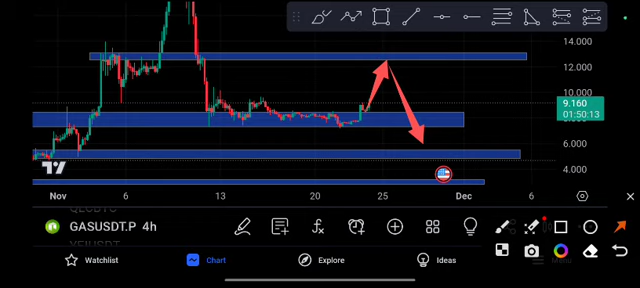 14.000
12.000
10.000
9.160
01:50:13
6.000
4.000
Nov
6
13
20
25
Dec
6
GASUSDT.P 4h
Watchlist
Chart
Explore
Ideas
Menu